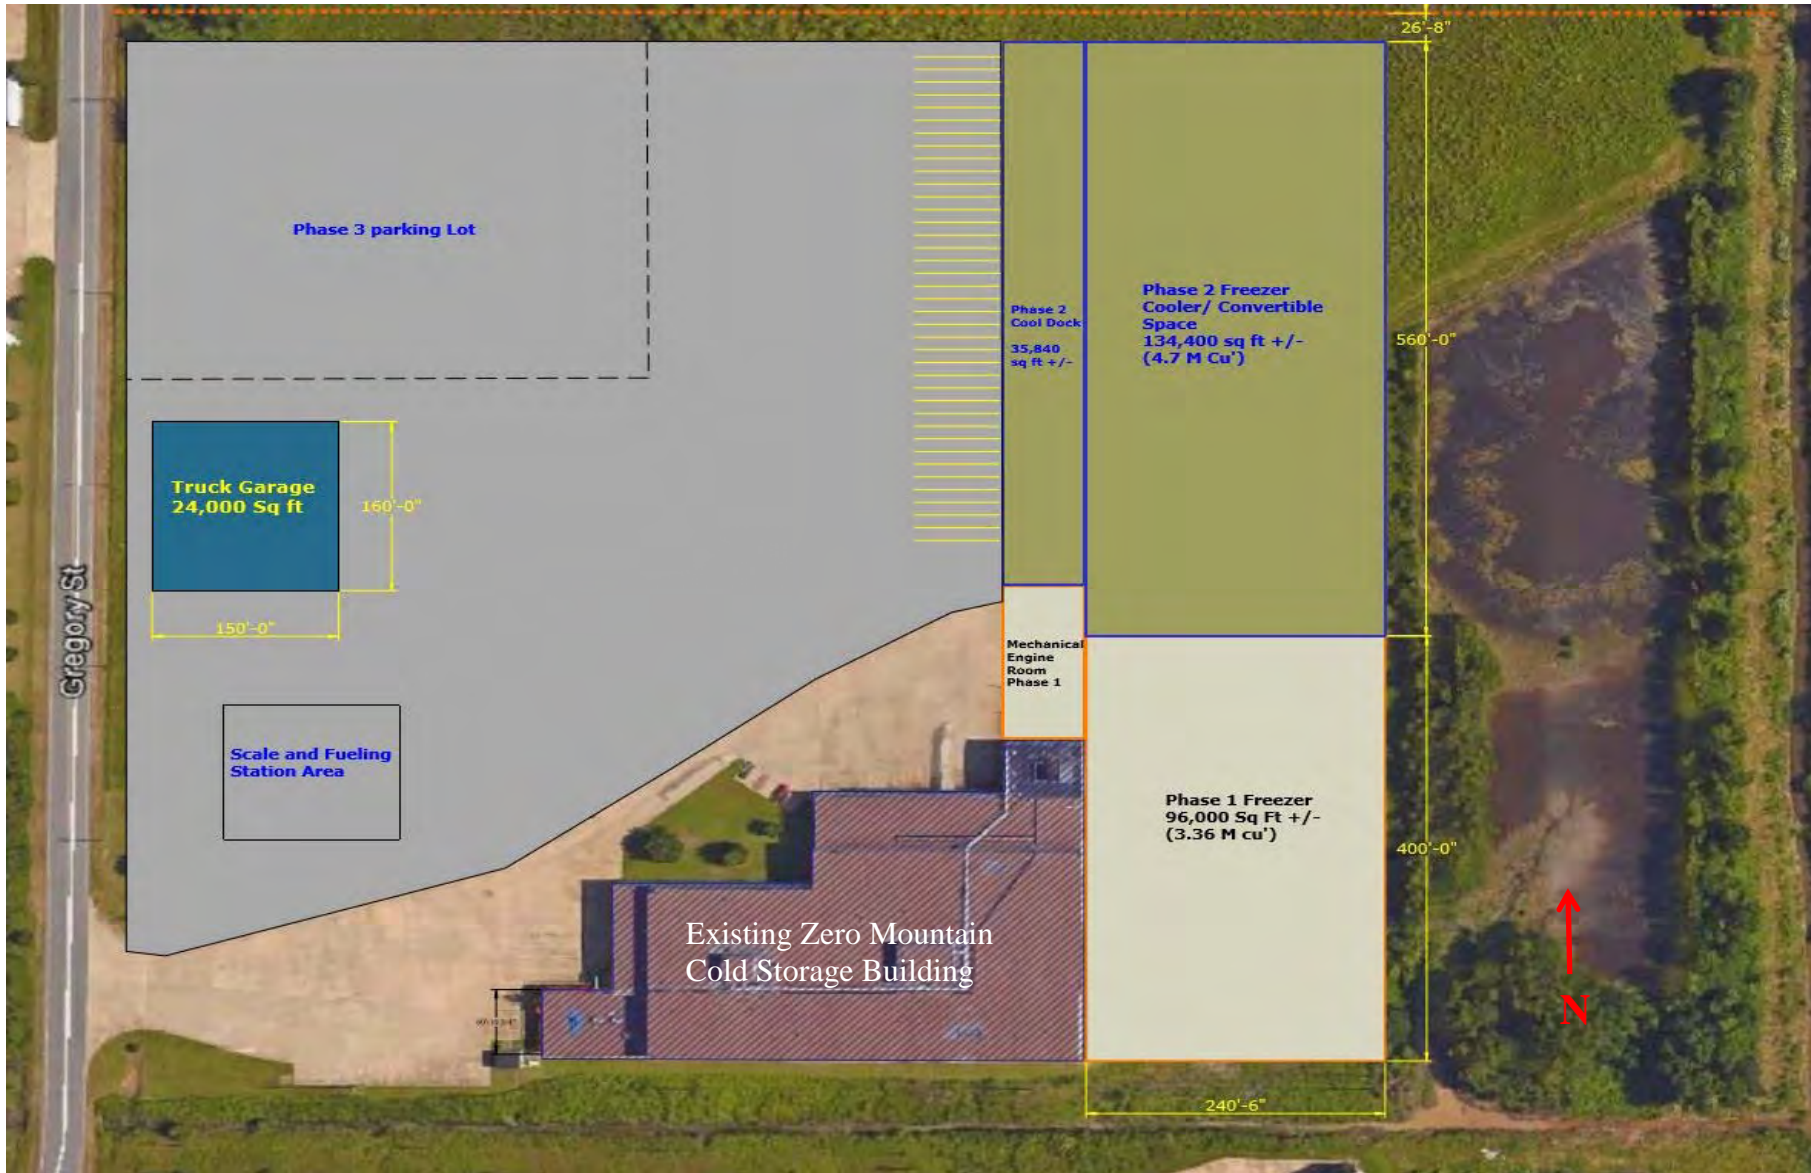 26'-8"
Phase 3 parking Lot
Phase 2
Cool Dock
35,840
sq ft +/-
Phase 2 Freezer
Cooler/ Convertible
Space
134,400 sq ft +/-
(4.7 M Cu')
560'-0"
Truck Garage
24,000 Sq ft
160'-0"
150'-0"
Gregory St
Mechanical
Engine
Room
Phase 1
Scale and Fueling
Station Area
Phase 1 Freezer
96,000 Sq Ft +/-
(3.36 M cu')
400'-0"
Existing Zero Mountain
Cold Storage Building
N
240'-6"